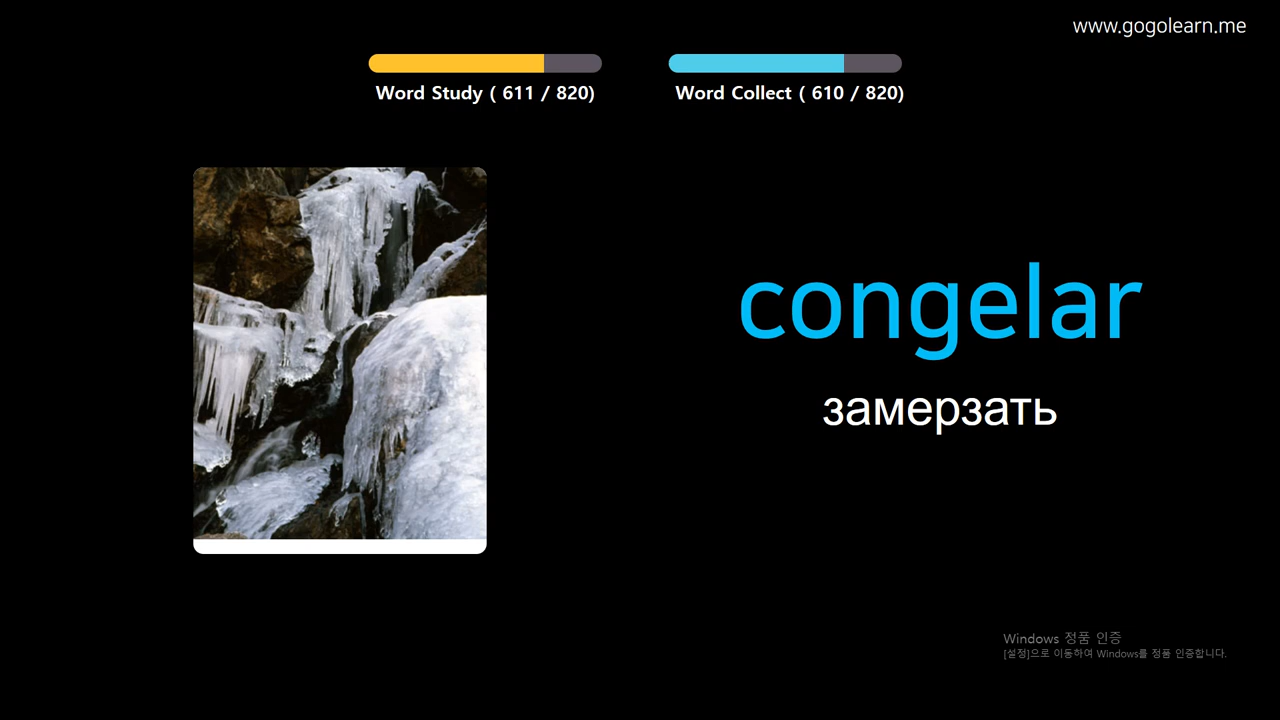 www.gogolearn.me
Word Study ( 611 / 820)
Word Collect ( 610 / 820)
congelar
замерзать
Windows 정품 인증
[설정]으로 이동하여 Windows를 정품 인증합니다.